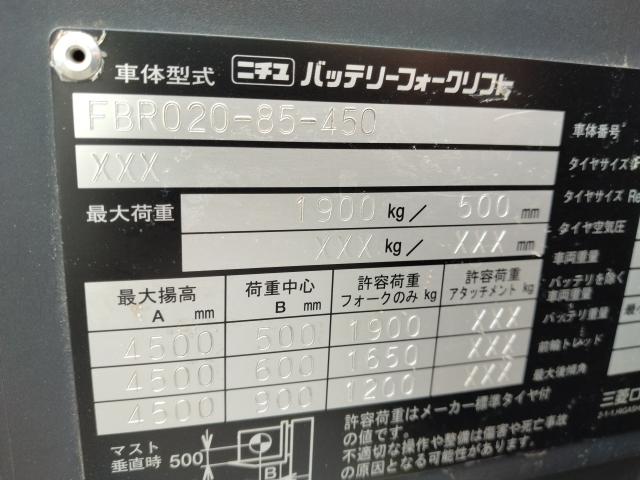 車体型式 ニチユ バッテリーフォークリフト
FBR020-85-450
XXX
最大荷重 1900 kg／ 500 mm
XXX kg／ XXX mm
最大揚高 A mm 荷重中心 B mm 許容荷重 フォークのみ kg 許容荷重 アタッチメント kg
4500 500 1900 XXX
4500 600 1650 XXX
4500 900 1200 XXX
マスト
垂直時 500
B
許容荷重はメーカー標準タイヤ付
の値です。
不適切な操作や整備は傷害や死亡事故
の原因となる可能性があります。
車体番号
タイヤサイズ
タイヤサイズ Re
タイヤ空気圧
車両重量
バッテリを除く
車両重量
バッテリ重量
前輪トレッド
最大後傾角
三菱ロ